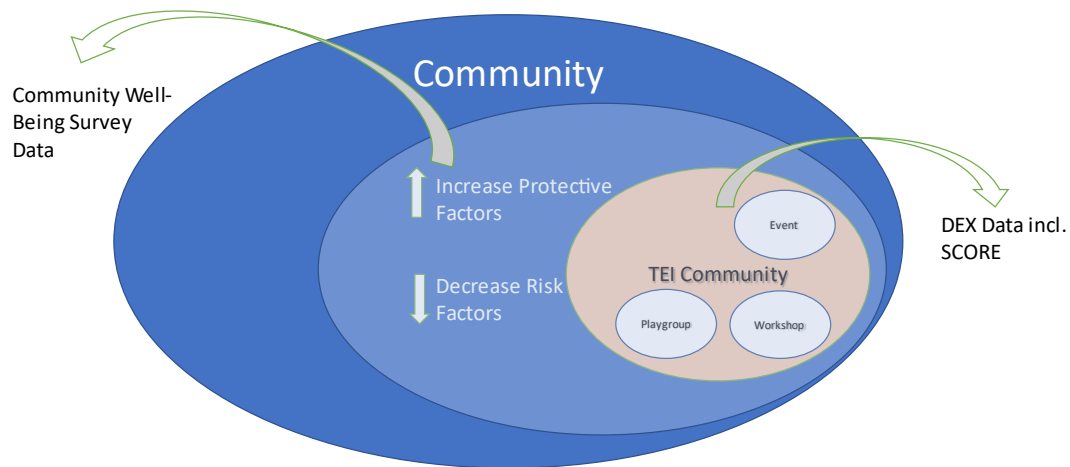 Community
Community Well-
Being Survey
Data
Increase Protective
Factors
Decrease Risk
Factors
Event
TEI Community
Playgroup
Workshop
DEX Data incl.
SCORE